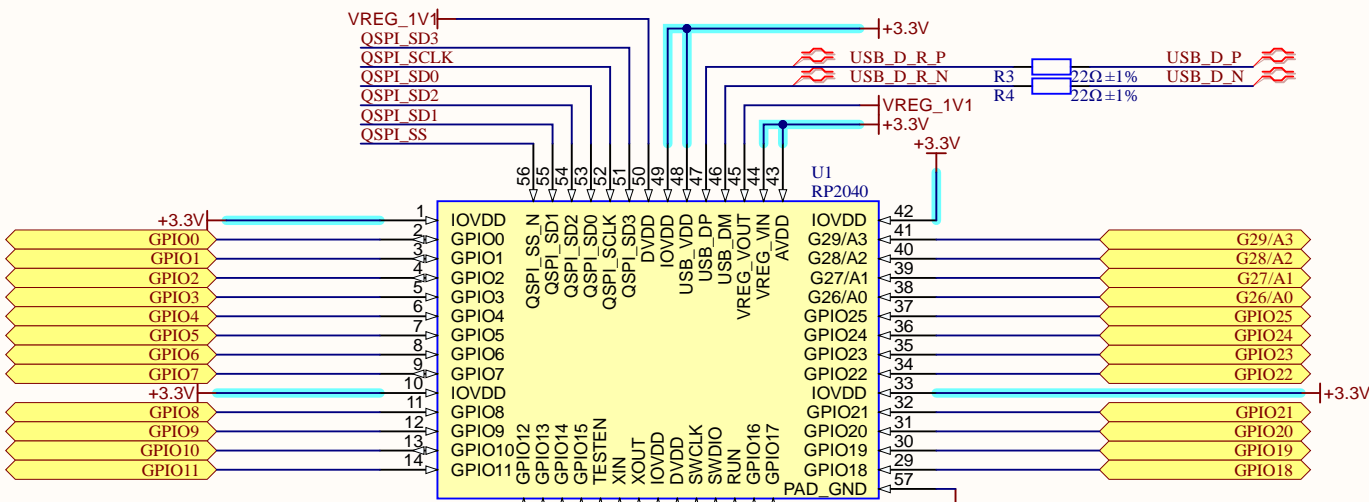 VREG_1V1
QSPI_SD3
QSPI_SCLK
QSPI_SD0
QSPI_SD2
QSPI_SD1
QSPI_SS
+3.3V
USB_D_R_P
USB_D_P
USB_D_R_N
R3
22Ω±1%
USB_D_N
R4
22Ω±1%
VREG_1V1
+3.3V
+3.3V
U1
RP2040
56
55
54
53
52
51
50
49
48
47
46
45
44
43
QSPI_SS_N
QSPI_SD1
QSPI_SD2
QSPI_SD0
QSPI_SCLK
QSPI_SD3
DVDD
IOVDD
USB_VDD
USB_DP
USB_DM
VREG_VOUT
VREG_VIN
AVDD
+3.3V 1 IOVDD
GPIO0 2 GPIO0
GPIO1 3 GPIO1
GPIO2 4 GPIO2
GPIO3 5 GPIO3
GPIO4 6 GPIO4
GPIO5 7 GPIO5
GPIO6 8 GPIO6
GPIO7 9 GPIO7
+3.3V 10 IOVDD
GPIO8 11 GPIO8
GPIO9 12 GPIO9
GPIO10 13 GPIO10
GPIO11 14 GPIO11
IOVDD 42
G29/A3 41 G29/A3
G28/A2 40 G28/A2
G27/A1 39 G27/A1
G26/A0 38 G26/A0
GPIO25 37 GPIO25
GPIO24 36 GPIO24
GPIO23 35 GPIO23
GPIO22 34 GPIO22
IOVDD 33 +3.3V
GPIO21 32 GPIO21
GPIO20 31 GPIO20
GPIO19 30 GPIO19
GPIO18 29 GPIO18
PAD_GND 57
GPIO12
GPIO13
GPIO14
GPIO15
TESTEN
XIN
XOUT
IOVDD
DVDD
SWCLK
SWDIO
RUN
GPIO16
GPIO17